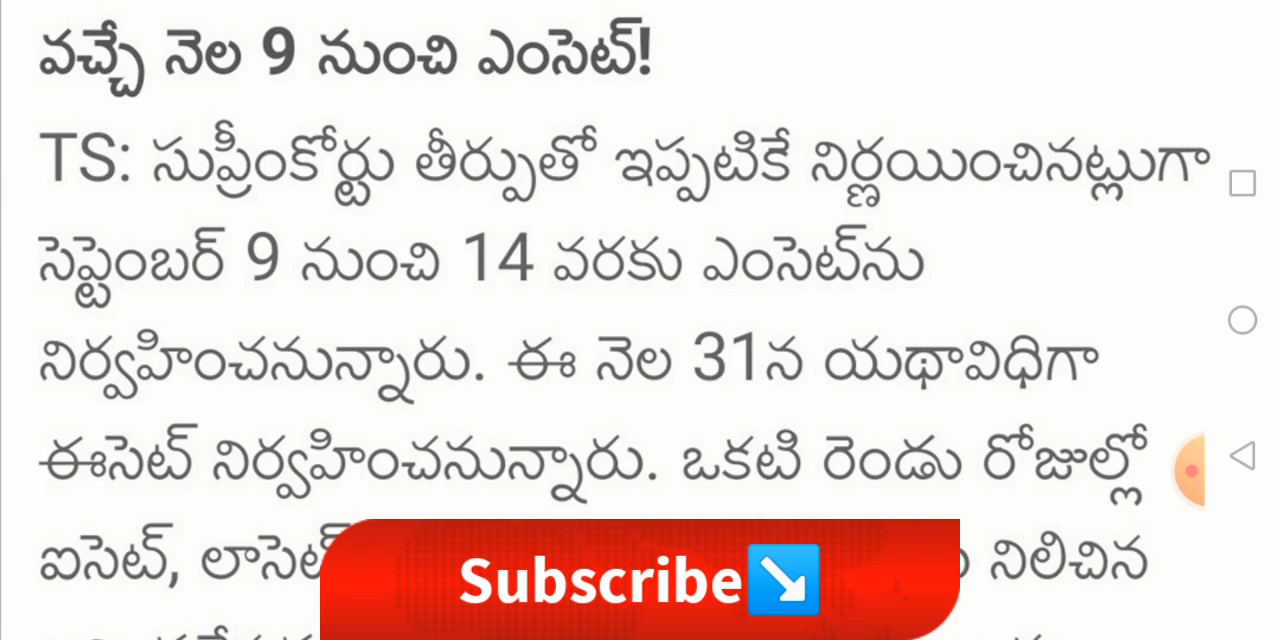 వచ్చే నెల 9 నుంచి ఎంసెట్!
TS: సుప్రీంకోర్టు తీర్పుతో ఇప్పటికే నిర్ణయించినట్లుగా
సెప్టెంబర్ 9 నుంచి 14 వరకు ఎంసెట్‌ను
నిర్వహించనున్నారు. ఈ నెల 31న యథావిధిగా
ఈసెట్ నిర్వహించనున్నారు. ఒకటి రెండు రోజుల్లో
ఐసెట్, లాసెట్ నిలిచిన
Subscribe